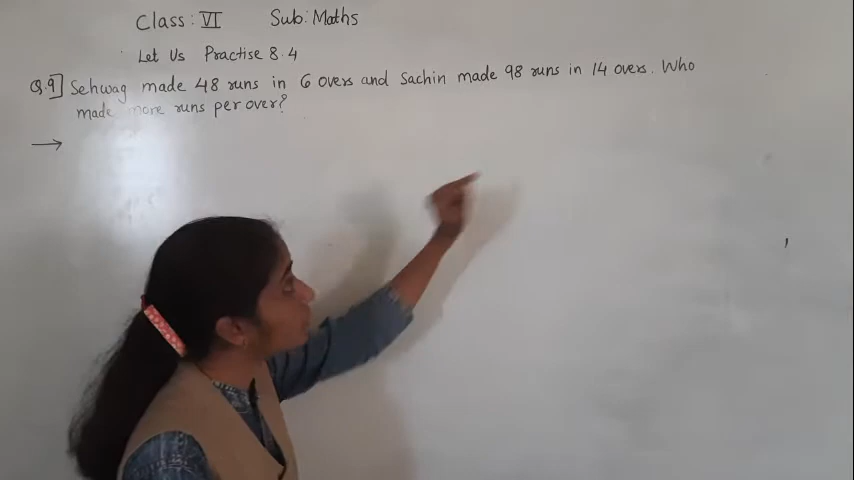 Class : VI Sub: Maths
Let Us Practise 8.4
Q.9] Sehwag made 48 runs in 6 overs and Sachin made 98 runs in 14 overs. Who
made more runs per over?
→